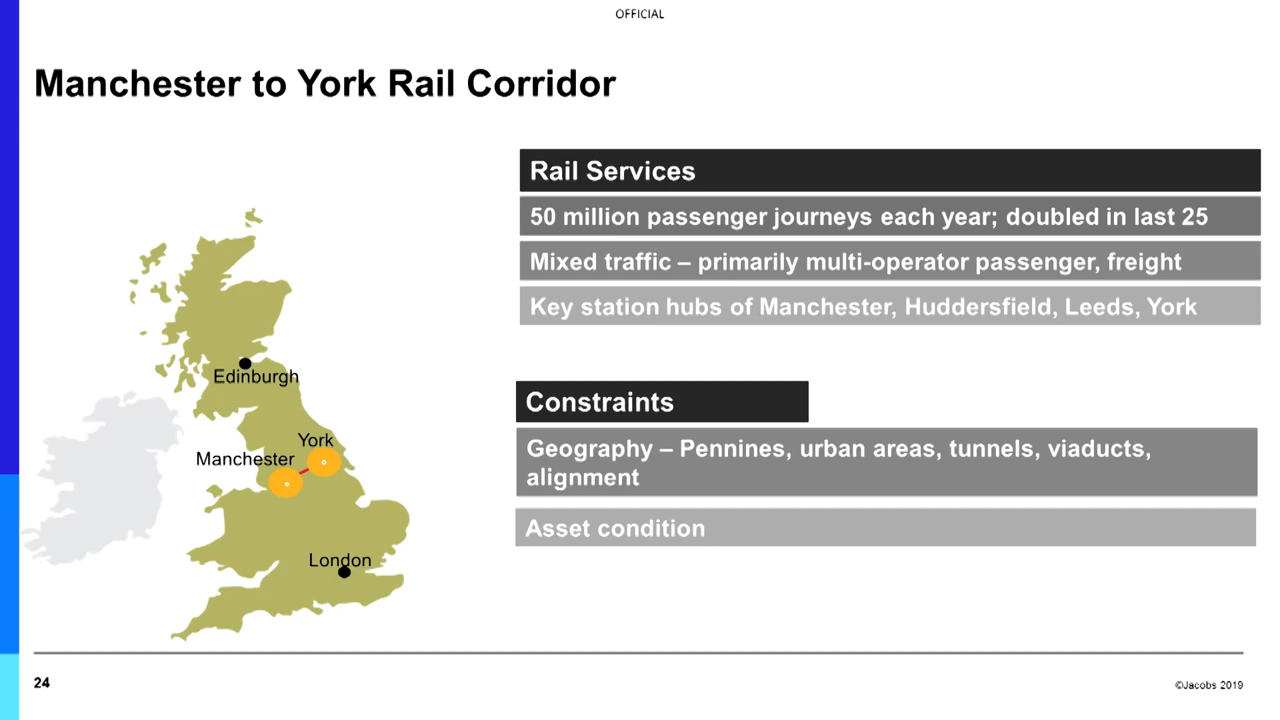 OFFICIAL
Manchester to York Rail Corridor
Rail Services
50 million passenger journeys each year; doubled in last 25
Mixed traffic – primarily multi-operator passenger, freight
Key station hubs of Manchester, Huddersfield, Leeds, York
Edinburgh
York
Manchester
London
Constraints
Geography – Pennines, urban areas, tunnels, viaducts,
alignment
Asset condition
24
©Jacobs 2019